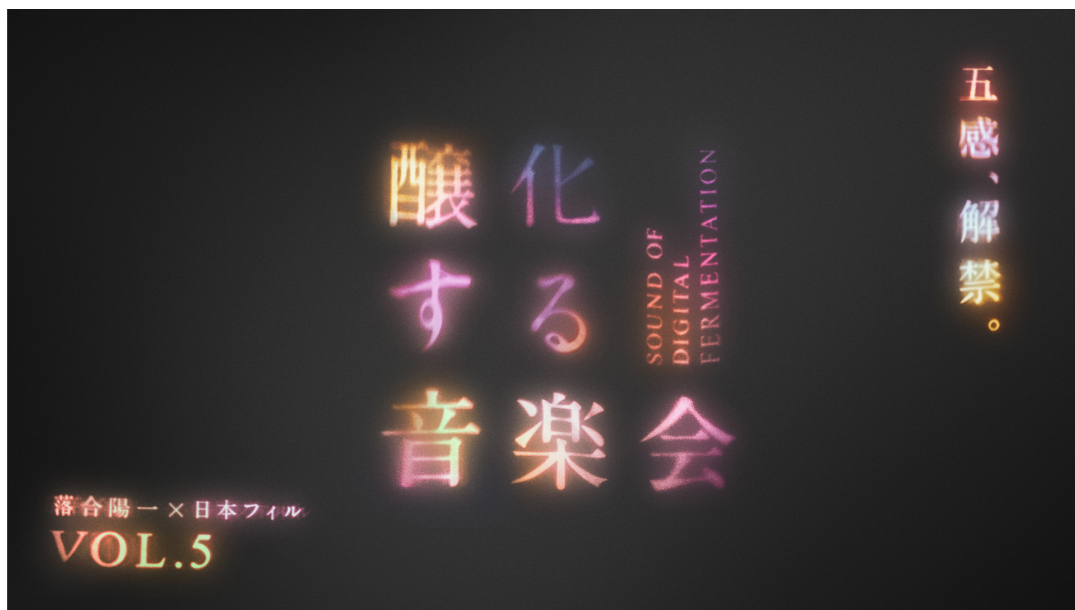 醸化
する
音楽会
SOUND OF
DIGITAL
FERMENTATION
五感、解禁。
落合陽一×日本フィル
VOL.5